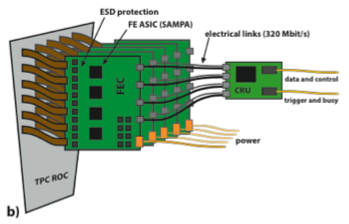 ESD protection
FE ASIC (SAMPA)
electrical links (320 Mbit/s)
FEC
CRU
data and control
trigger and busy
power
TPC ROC
b)